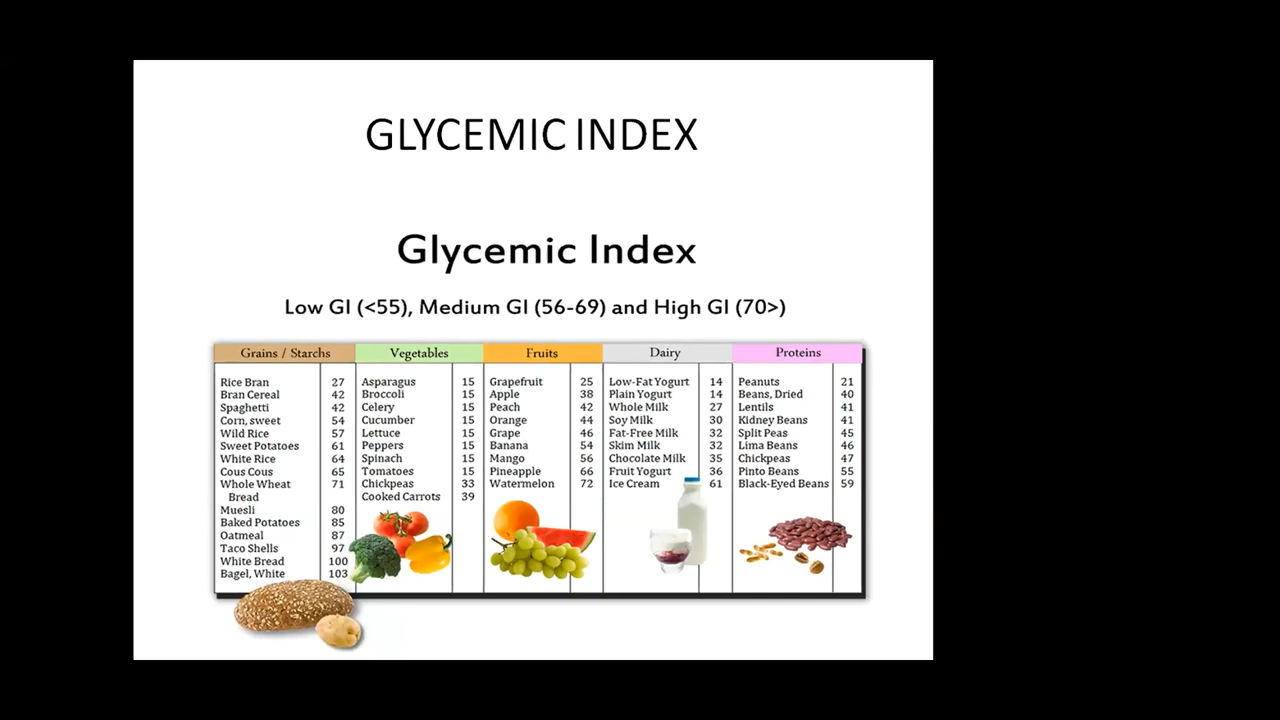 GLYCEMIC INDEX
Glycemic Index
Low GI (<55), Medium GI (56-69) and High GI (70>)
Grains / Starchs
Rice Bran 27
Bran Cereal 42
Spaghetti 42
Corn, sweet 54
Wild Rice 57
Sweet Potatoes 61
White Rice 64
Cous Cous 65
Whole Wheat 71
Bread
Muesli 80
Baked Potatoes 85
Oatmeal 87
Taco Shells 97
White Bread 100
Bagel, White 103
Vegetables
Asparagus 15
Broccoli 15
Celery 15
Cucumber 15
Lettuce 15
Peppers 15
Spinach 15
Tomatoes 15
Chickpeas 33
Cooked Carrots 39
Fruits
Grapefruit 25
Apple 38
Peach 42
Orange 44
Grape 46
Banana 54
Mango 56
Pineapple 66
Watermelon 72
Dairy
Low-Fat Yogurt 14
Plain Yogurt 14
Whole Milk 27
Soy Milk 30
Fat-Free Milk 32
Skim Milk 32
Chocolate Milk 35
Fruit Yogurt 36
Ice Cream 61
Proteins
Peanuts 21
Beans, Dried 40
Lentils 41
Kidney Beans 41
Split Peas 45
Lima Beans 46
Chickpeas 47
Pinto Beans 55
Black-Eyed Beans 59